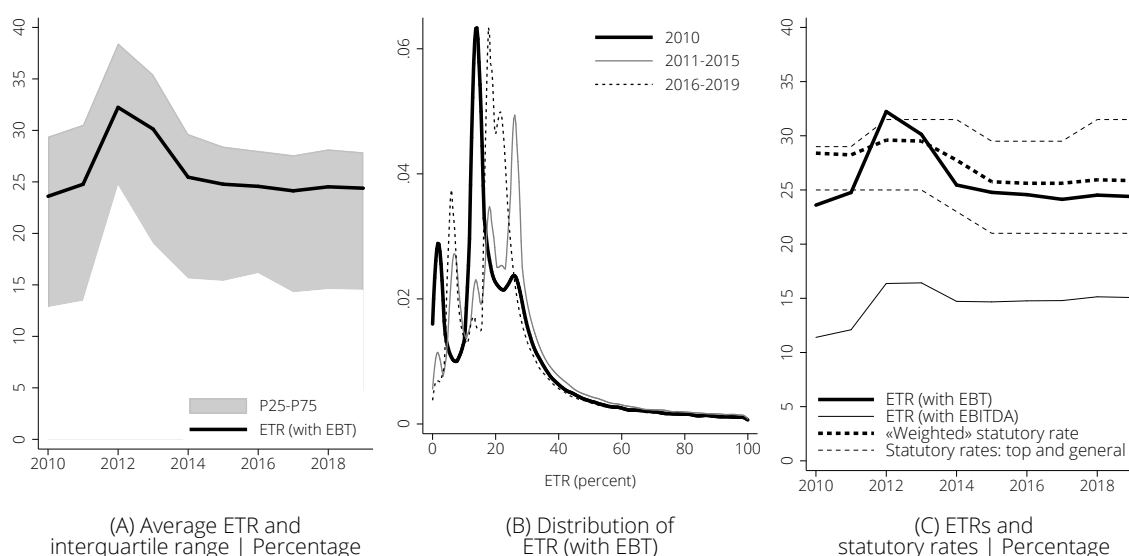 40
35
30
25
20
15
10
5
0
P25-P75
ETR (with EBT)
2010 2012 2014 2016 2018
(A) Average ETR and
interquartile range | Percentage
.06
.04
.02
0
2010
2011-2015
2016-2019
0 20 40 60 80 100
ETR (percent)
(B) Distribution of
ETR (with EBT)
40
35
30
25
20
15
10
5
0
ETR (with EBT)
ETR (with EBITDA)
«Weighted» statutory rate
Statutory rates: top and general
2010 2012 2014 2016 2018
(C) ETRs and
statutory rates | Percentage